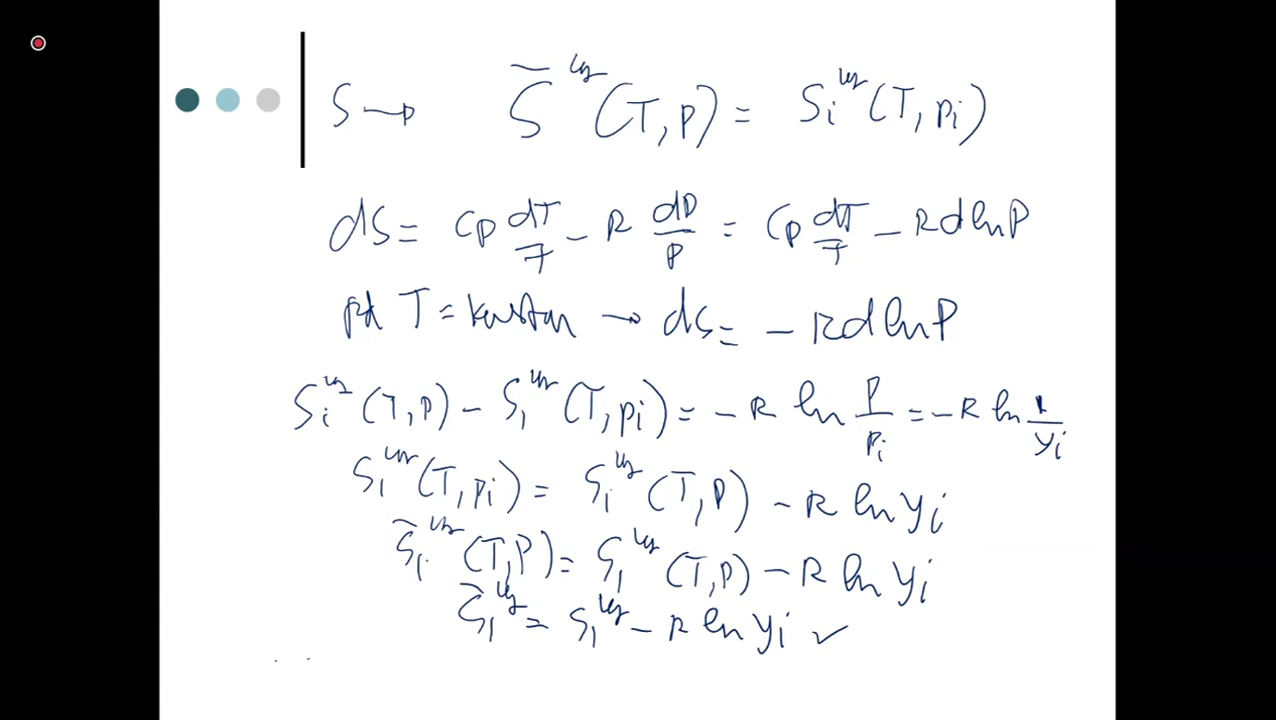 S → S̄^ig (T, P) = Si^ig (T, pi)
dS = CP dT/T - R dP/P = CP dT/T - R d ln P
pd T = konstan → dS = - R d ln P
Si^ig (T, P) - Si^ig (T, pi) = - R ln P/pi = - R ln 1/yi
Si^ig (T, pi) = Si^ig (T, P) - R ln yi
S̄i^ig (T, P) = Si^ig (T, P) - R ln yi
S̄i^ig = Si^ig - R ln yi ✓